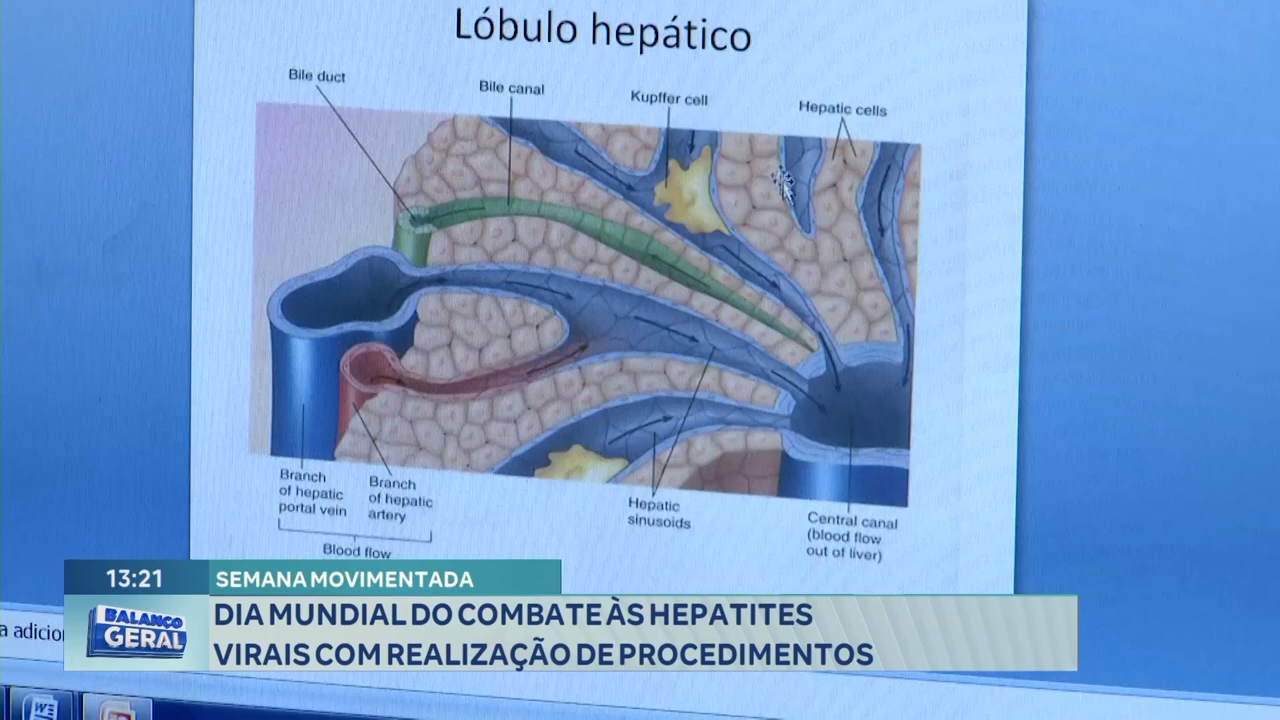 Lóbulo hepático
Bile duct
Bile canal
Kupffer cell
Hepatic cells
Branch
of hepatic
portal vein
Branch
of hepatic
artery
Blood flow
Hepatic
sinusoids
Central canal
(blood flow
out of liver)
13:21
SEMANA MOVIMENTADA
BALANÇO
GERAL
DIA MUNDIAL DO COMBATE ÀS HEPATITES
VIRAIS COM REALIZAÇÃO DE PROCEDIMENTOS